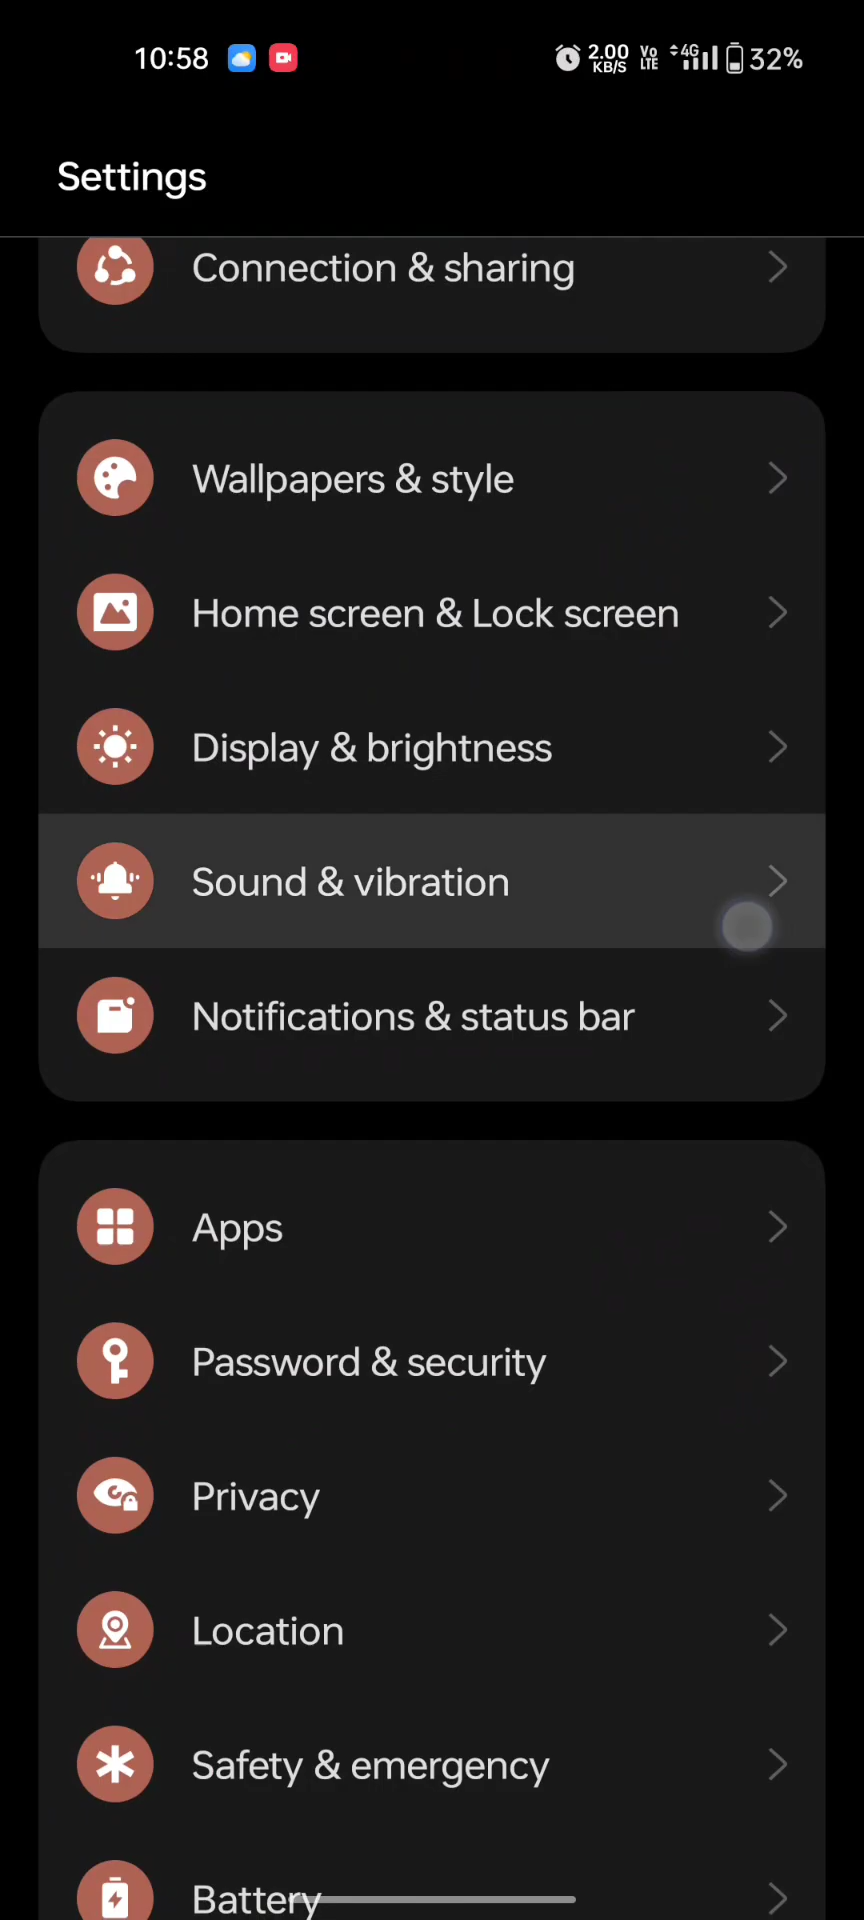 10:58
2.00
KB/S
Vo
LTE
4G
32%
Settings
Connection & sharing
Wallpapers & style
Home screen & Lock screen
Display & brightness
Sound & vibration
Notifications & status bar
Apps
Password & security
Privacy
Location
Safety & emergency
Battery